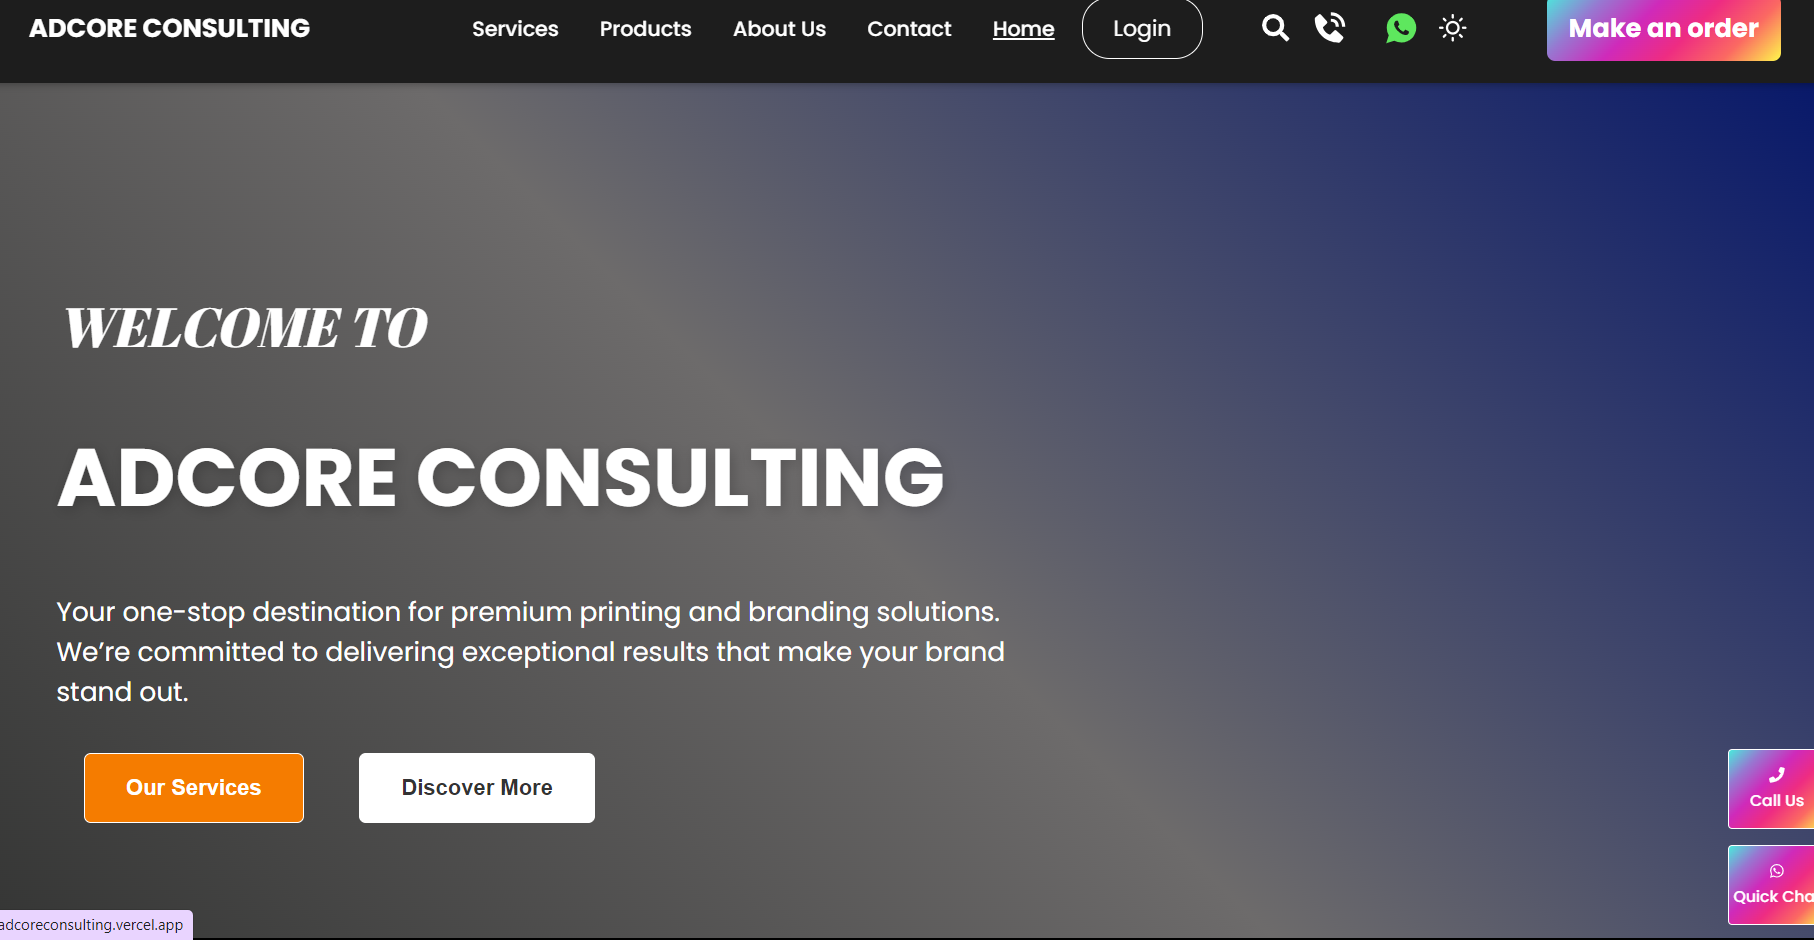 ADCORE CONSULTING
Services
Products
About Us
Contact
Home
Login
Make an order
WELCOME TO
ADCORE CONSULTING
Your one-stop destination for premium printing and branding solutions.
We’re committed to delivering exceptional results that make your brand
stand out.
Our Services
Discover More
Call Us
Quick Cha
adcoreconsulting.vercel.app